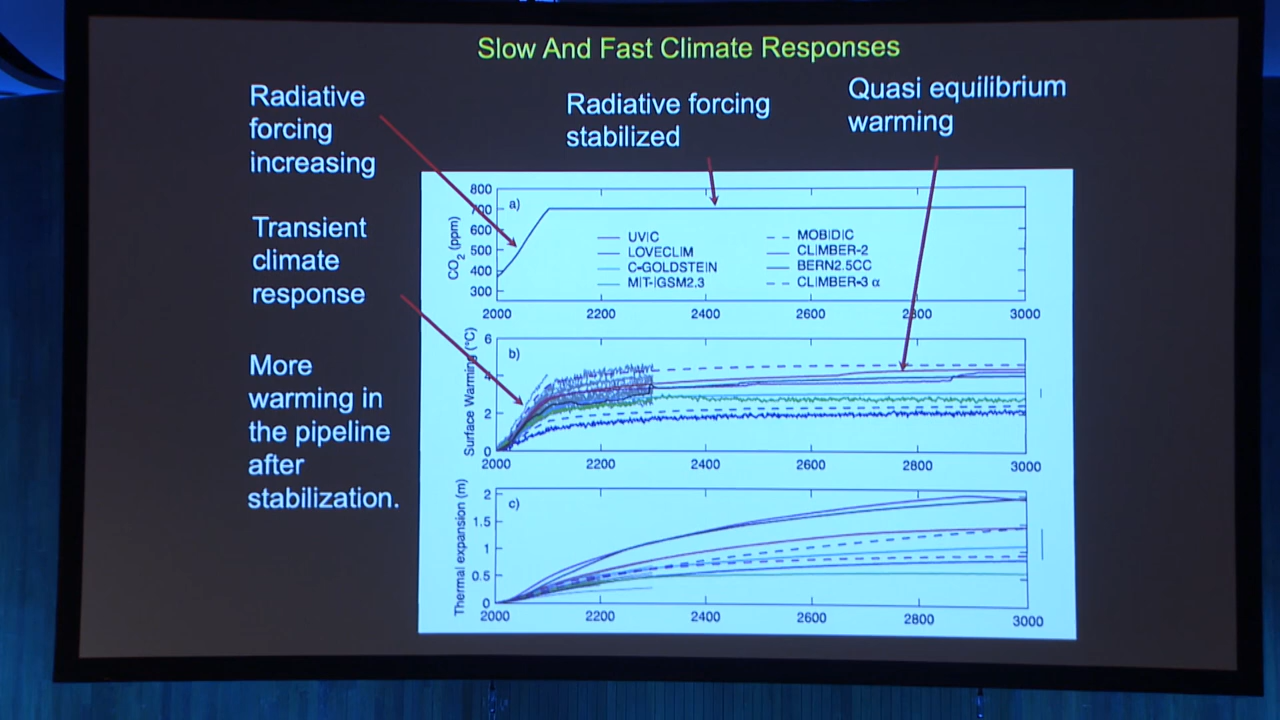 Slow And Fast Climate Responses
Radiative
forcing
increasing
Radiative forcing
stabilized
Quasi equilibrium
warming
Transient
climate
response
More
warming in
the pipeline
after
stabilization.
a)
CO2 (ppm)
800
700
600
500
400
300
UVIC
LOVECLIM
C-GOLDSTEIN
MIT-IGSM2.3
MOBIDIC
CLIMBER-2
BERN2.5CC
CLIMBER-3 α
2000 2200 2400 2600 2800 3000
b)
Surface Warming (°C)
6
4
2
0
2000 2200 2400 2600 2800 3000
c)
Thermal expansion (m)
2
1.5
1
0.5
0
2000 2200 2400 2600 2800 3000